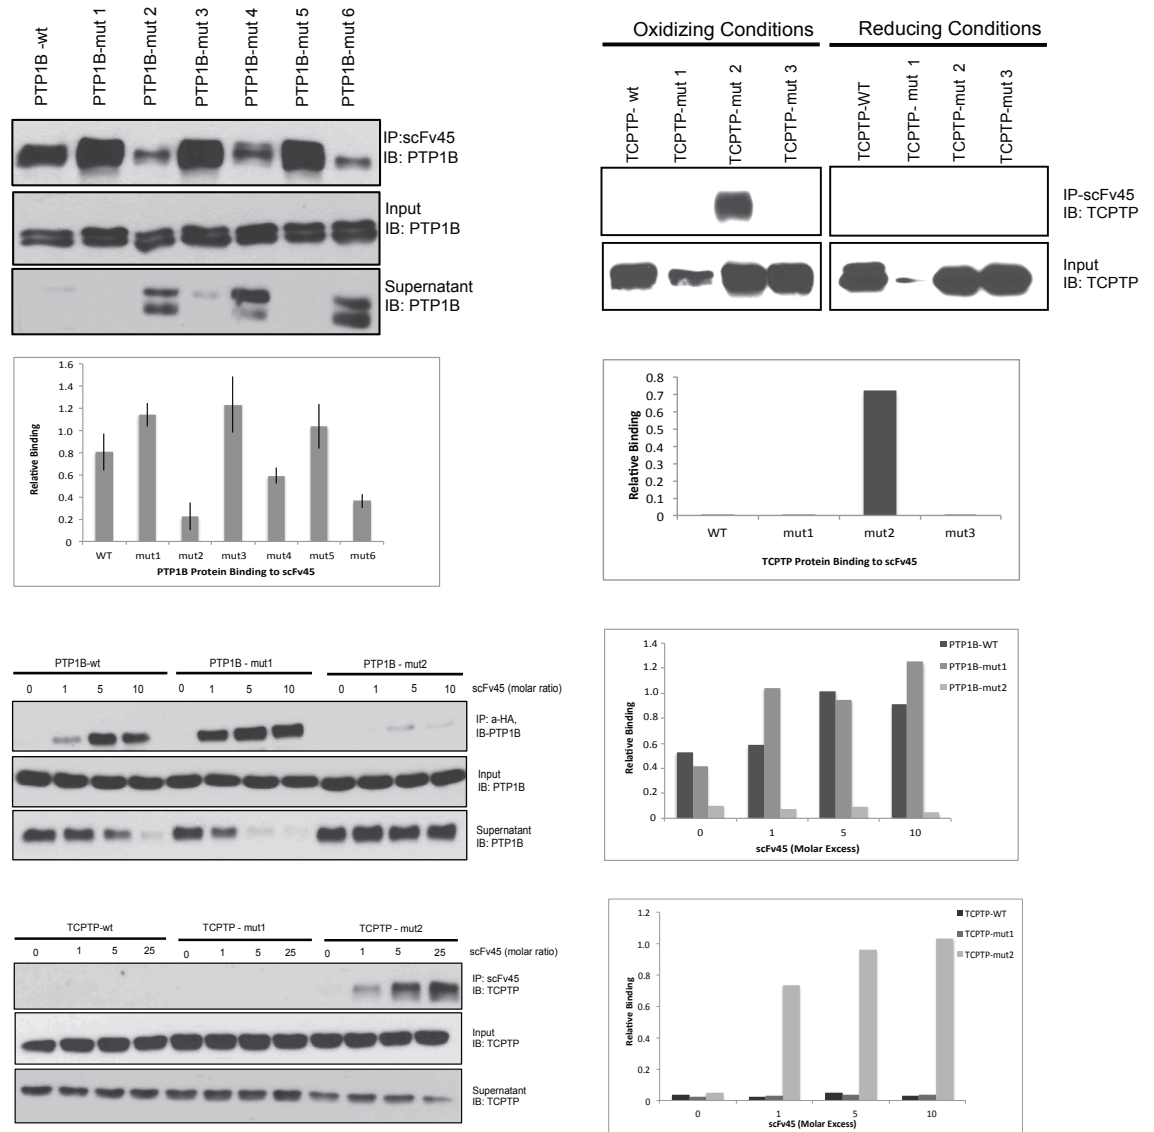 PTP1B -wt
PTP1B-mut 1
PTP1B-mut 2
PTP1B-mut 3
PTP1B-mut 4
PTP1B-mut 5
PTP1B-mut 6
IP:scFv45
IB: PTP1B
Input
IB: PTP1B
Supernatant
IB: PTP1B
1.6
1.4
1.2
1.0
0.8
0.6
0.4
0.2
0
Relative Binding
WT mut1 mut2 mut3 mut4 mut5 mut6
PTP1B Protein Binding to scFv45
Oxidizing Conditions Reducing Conditions
TCPTP- wt
TCPTP-mut 1
TCPTP-mut 2
TCPTP-mut 3
TCPTP-WT
TCPTP- mut 1
TCPTP-mut 2
TCPTP-mut 3
IP-scFv45
IB: TCPTP
Input
IB: TCPTP
0.8
0.7
0.6
0.5
0.4
0.3
0.2
0.1
0
Relative Binding
WT mut1 mut2 mut3
TCPTP Protein Binding to scFv45
PTP1B-wt PTP1B - mut1 PTP1B - mut2
0 1 5 10 0 1 5 10 0 1 5 10 scFv45 (molar ratio)
IP: a-HA,
IB-PTP1B
Input
IB: PTP1B
Supernatant
IB: PTP1B
1.4
1.2
1.0
0.8
0.6
0.4
0.2
0
Relative Binding
PTP1B-WT
PTP1B-mut1
PTP1B-mut2
0 1 5 10
scFv45 (Molar Excess)
TCPTP-wt TCPTP - mut1 TCPTP - mut2
0 1 5 25 0 1 5 25 0 1 5 25 scFv45 (molar ratio)
IP: scFv45
IB: TCPTP
Input
IB: TCPTP
Supernatant
IB: TCPTP
1.2
1.0
0.8
0.6
0.4
0.2
0
Relative Binding
TCPTP-WT
TCPTP-mut1
TCPTP-mut2
0 1 5 10
scFv45 (Molar Excess)